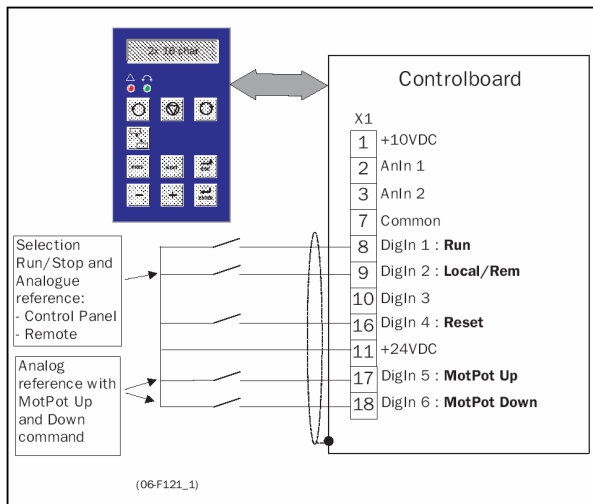 2x 16 char
Controlboard
X1
1 +10VDC
2 AnIn 1
3 AnIn 2
7 Common
8 DigIn 1 : Run
9 DigIn 2 : Local/Rem
10 DigIn 3
16 DigIn 4 : Reset
11 +24VDC
17 DigIn 5 : MotPot Up
18 DigIn 6 : MotPot Down
Selection
Run/Stop and
Analogue
reference:
- Control Panel
- Remote
Analog
reference with
MotPot Up
and Down
command
(06-F121_1)